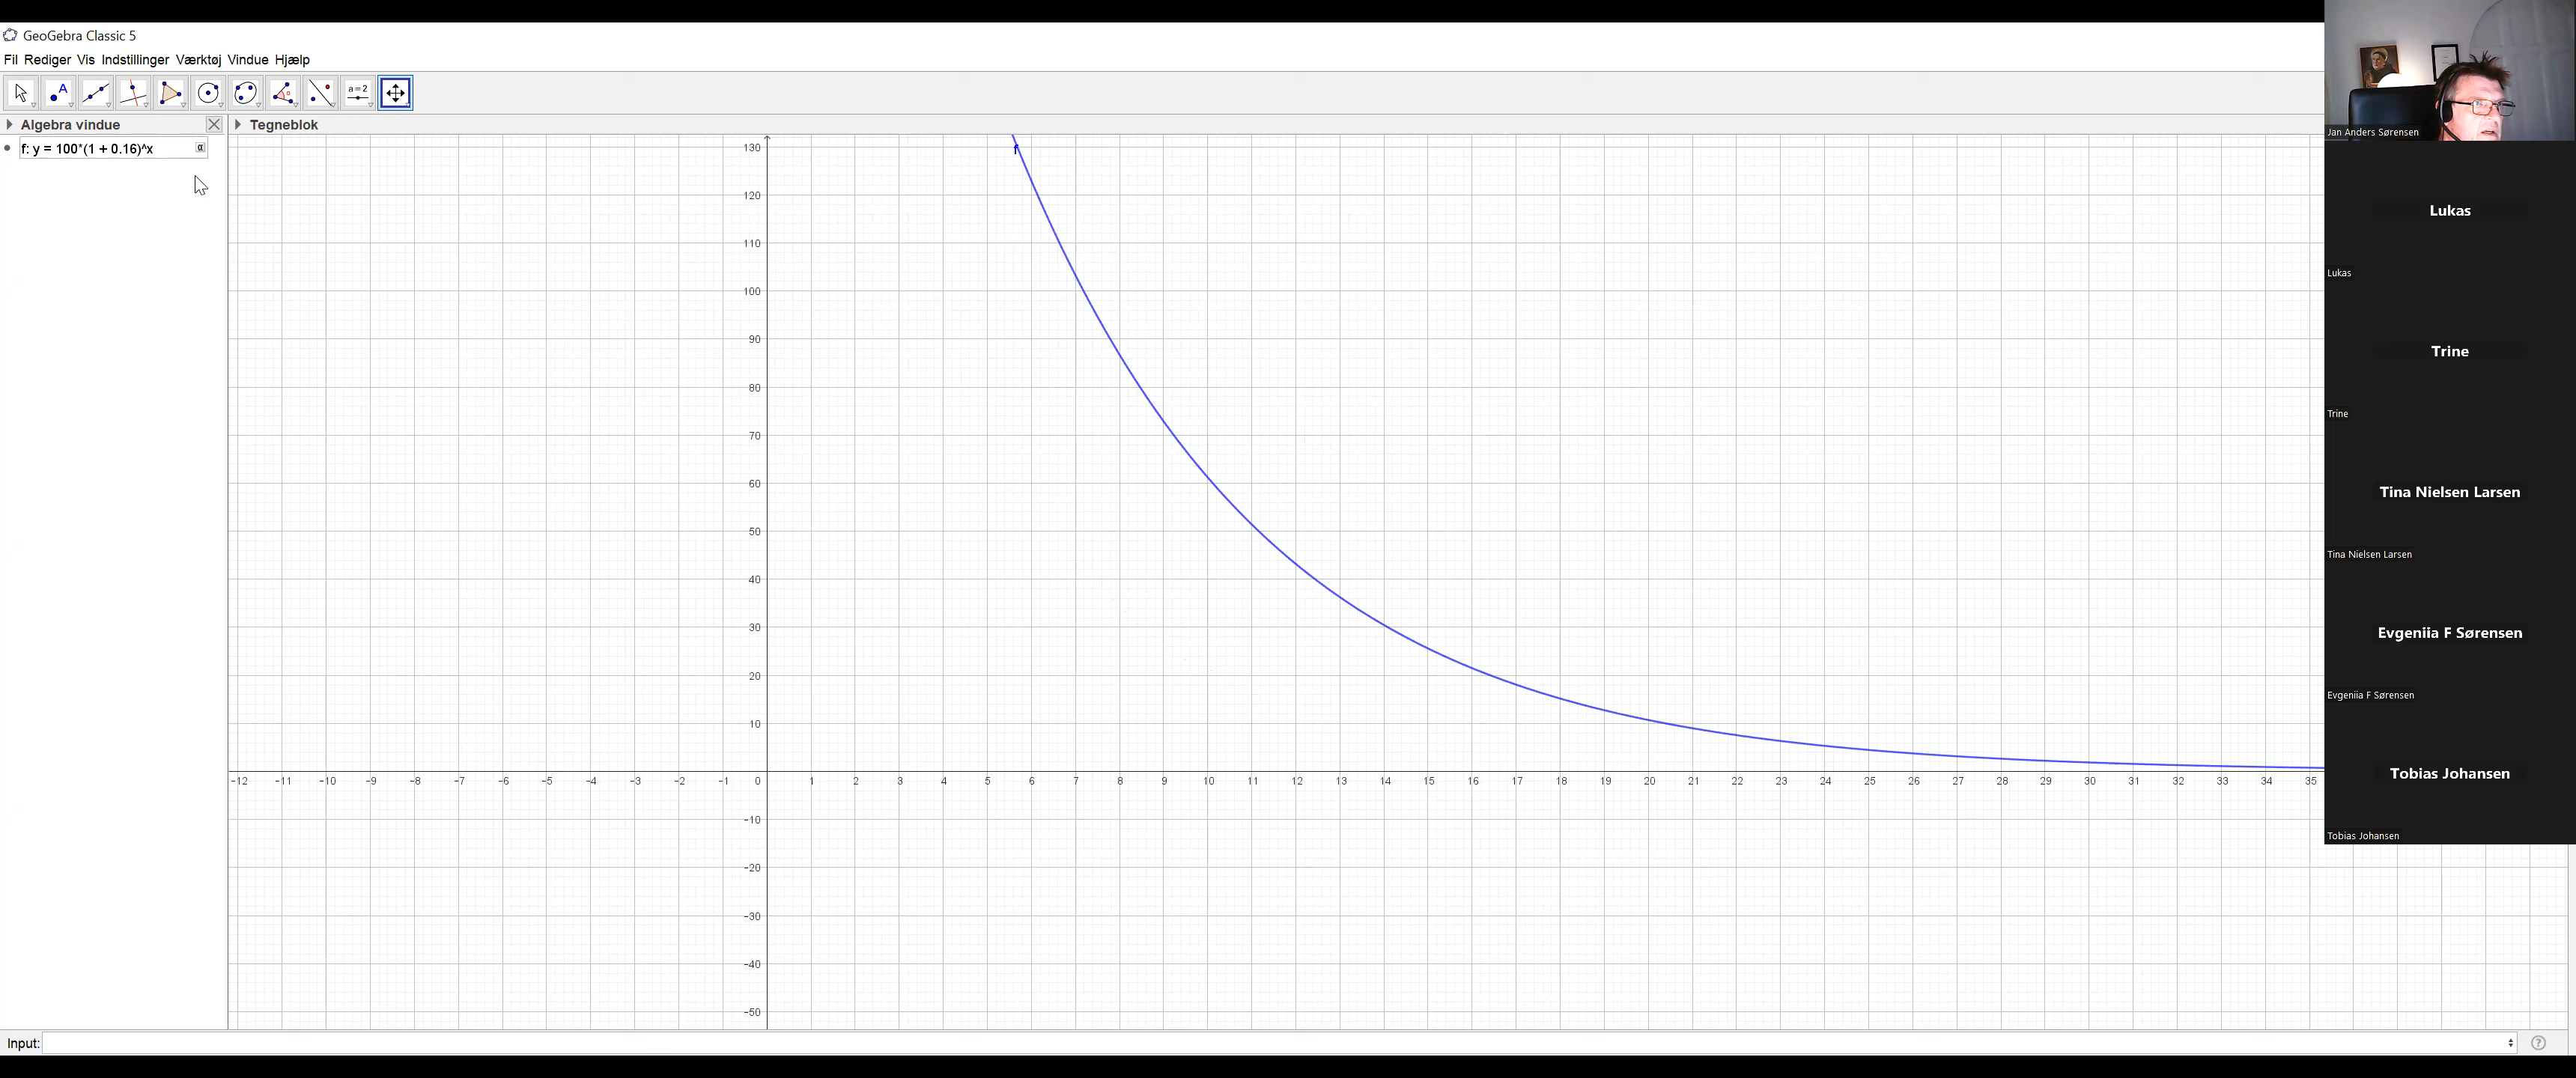 GeoGebra Classic 5
Fil Rediger Vis Indstillinger Værktøj Vindue Hjælp
A
a=2
Algebra vindue
Tegneblok
f: y = 100*(1 + 0.16)^x
α
f
130
120
110
100
90
80
70
60
50
40
30
20
10
-12 -11 -10 -9 -8 -7 -6 -5 -4 -3 -2 -1 0 1 2 3 4 5 6 7 8 9 10 11 12 13 14 15 16 17 18 19 20 21 22 23 24 25 26 27 28 29 30 31 32 33 34 35
-10
-20
-30
-40
-50
Input:
?
Jan Anders Sørensen
Lukas
Lukas
Trine
Trine
Tina Nielsen Larsen
Tina Nielsen Larsen
Evgeniia F Sørensen
Evgeniia F Sørensen
Tobias Johansen
Tobias Johansen